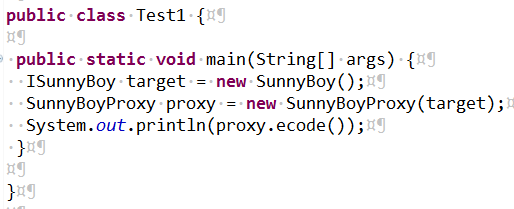 public class Test1 {

 public static void main(String[] args) {
  ISunnyBoy target = new SunnyBoy();
  SunnyBoyProxy proxy = new SunnyBoyProxy(target);
  System.out.println(proxy.ecode());
 }

}